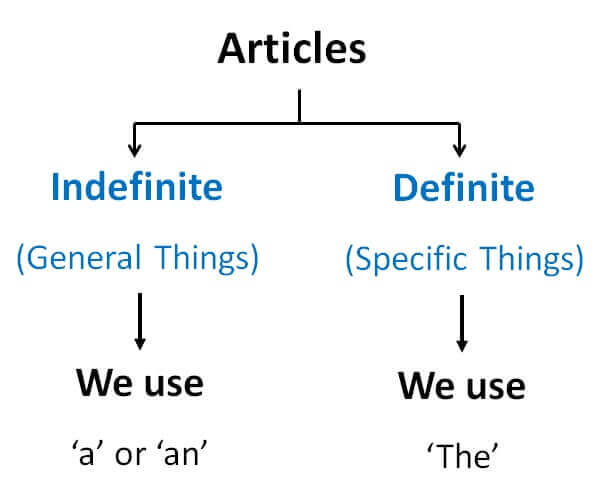 Articles
Indefinite
Definite
(General Things)
(Specific Things)
We use
We use
‘a’ or ‘an’
‘The’